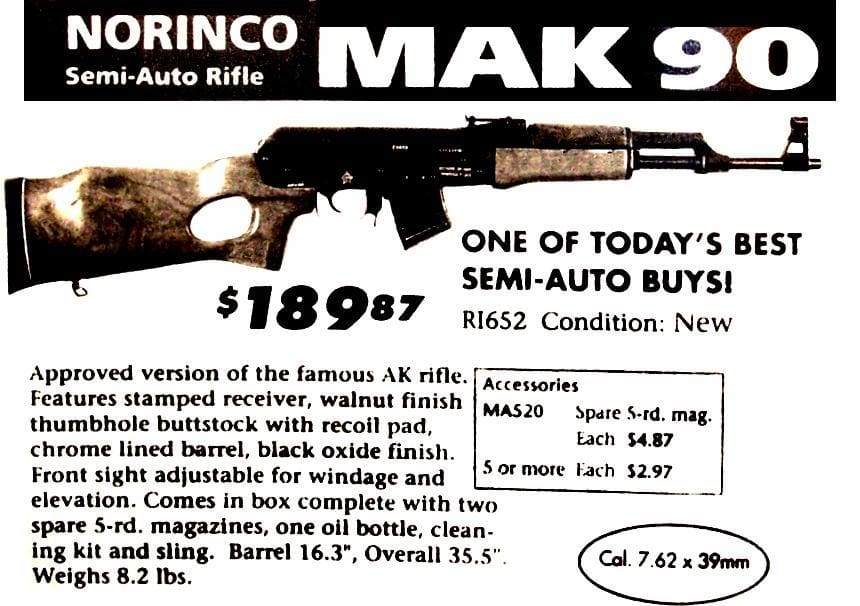 NORINCO
Semi-Auto Rifle
MAK 90
ONE OF TODAY'S BEST
SEMI-AUTO BUYS!
$189 87
RI652 Condition: New
Approved version of the famous AK rifle.
Features stamped receiver, walnut finish
thumbhole buttstock with recoil pad,
chrome lined barrel, black oxide finish.
Front sight adjustable for windage and
elevation. Comes in box complete with two
spare 5-rd. magazines, one oil bottle, clean-
ing kit and sling. Barrel 16.3", Overall 35.5".
Weighs 8.2 lbs.
Accessories
MA520 Spare 5-rd. mag.
Each $4.87
5 or more Each $2.97
Cal. 7.62 x 39mm